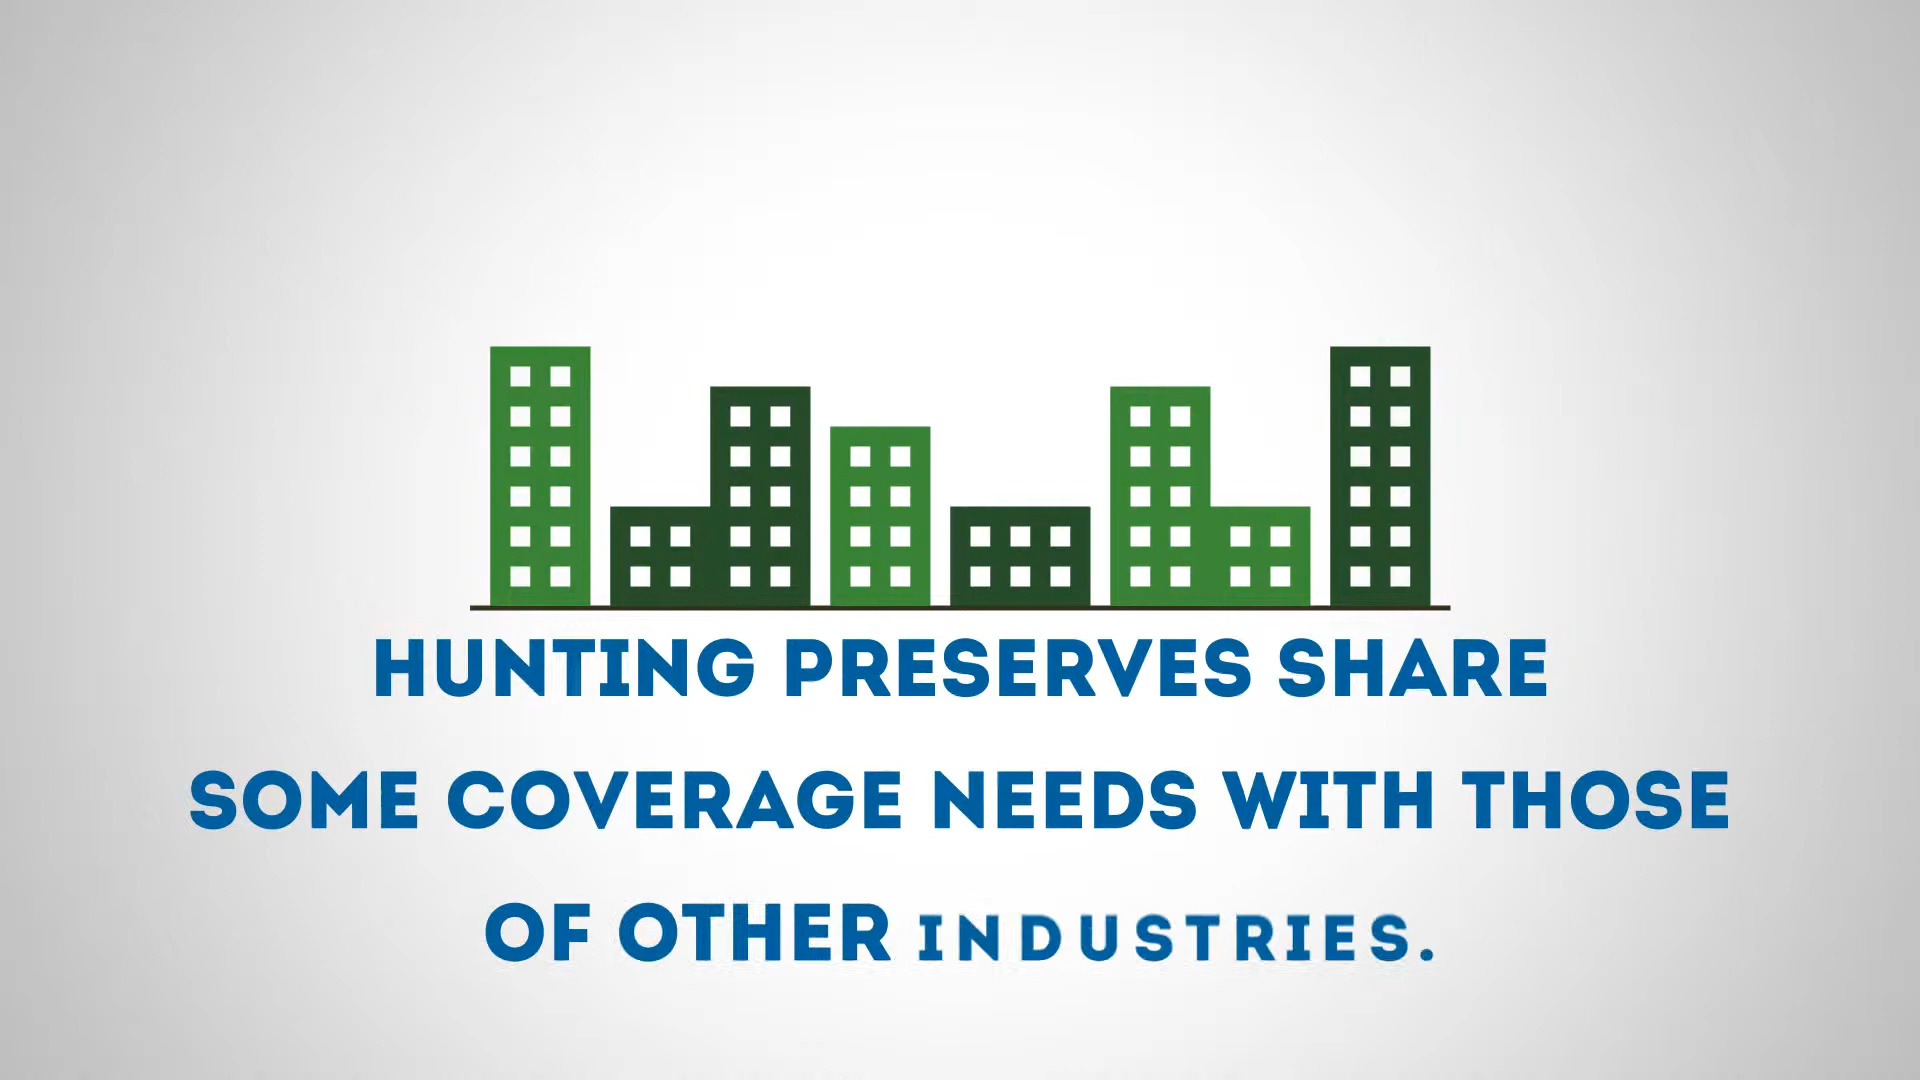 HUNTING PRESERVES SHARE
SOME COVERAGE NEEDS WITH THOSE
OF OTHER INDUSTRIES.